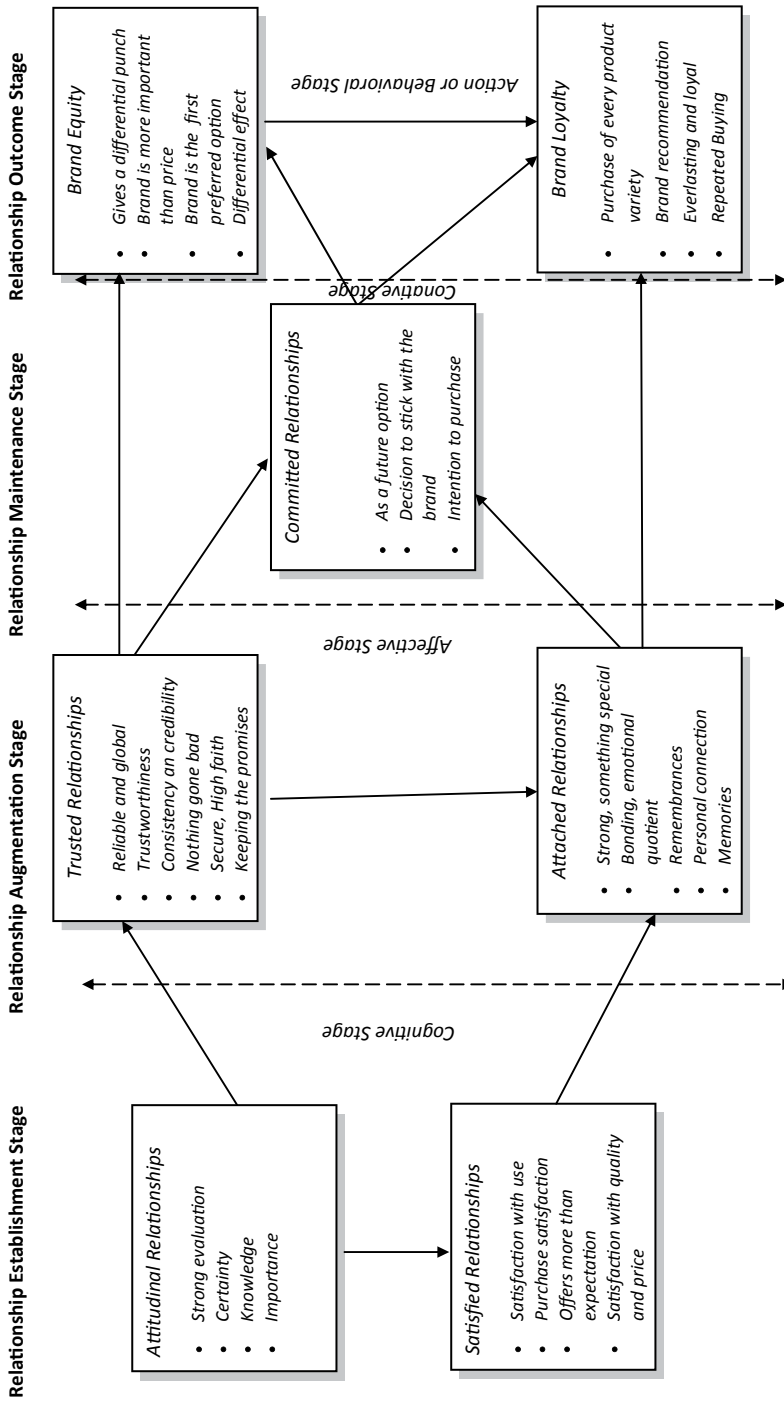 Relationship Establishment Stage
Relationship Augmentation Stage
Relationship Maintenance Stage
Relationship Outcome Stage
Attitudinal Relationships
• Strong evaluation
• Certainty
• Knowledge
• Importance
Satisfied Relationships
• Satisfaction with use
• Purchase satisfaction
• Offers more than
expectation
• Satisfaction with quality
and price
Cognitive Stage
Trusted Relationships
• Reliable and global
• Trustworthiness
• Consistency an credibility
• Nothing gone bad
• Secure, High faith
• Keeping the promises
Attached Relationships
• Strong, something special
• Bonding, emotional
quotient
• Remembrances
• Personal connection
• Memories
Affective Stage
Committed Relationships
• As a future option
• Decision to stick with the
brand
• Intention to purchase
Conative Stage
Brand Equity
• Gives a differential punch
• Brand is more important
than price
• Brand is the first
preferred option
• Differential effect
Action or Behavioral Stage
Brand Loyalty
• Purchase of every product
variety
• Brand recommendation
• Everlasting and loyal
• Repeated Buying